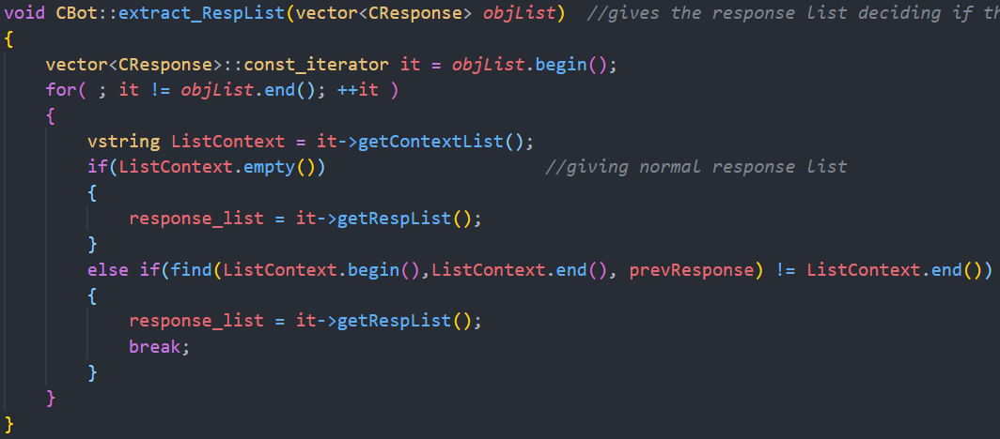 void CBot::extract_RespList(vector<CResponse> objList)  //gives the response list deciding if
{
    vector<CResponse>::const_iterator it = objList.begin();
    for( ; it != objList.end(); ++it )
    {
        vstring ListContext = it->getContextList();
        if(ListContext.empty())                     //giving normal response list
        {
            response_list = it->getRespList();
        }
        else if(find(ListContext.begin(),ListContext.end(), prevResponse) != ListContext.end())
        {
            response_list = it->getRespList();
            break;
        }
    }
}